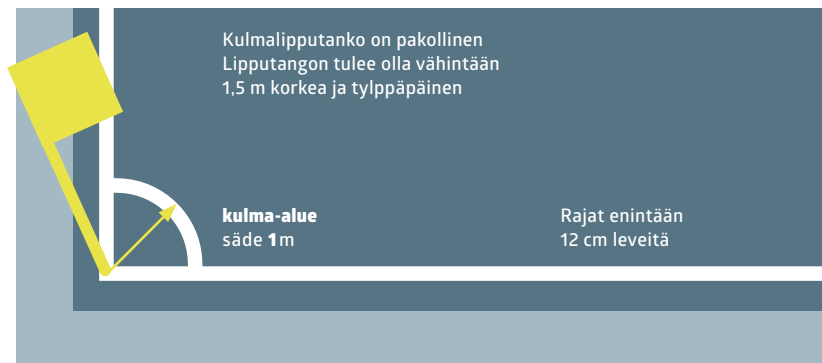 Kulmalipputanko on pakollinen
Lipputangon tulee olla vähintään
1,5 m korkea ja tylppäpäinen
kulma-alue
säde 1m
Rajat enintään
12 cm leveitä